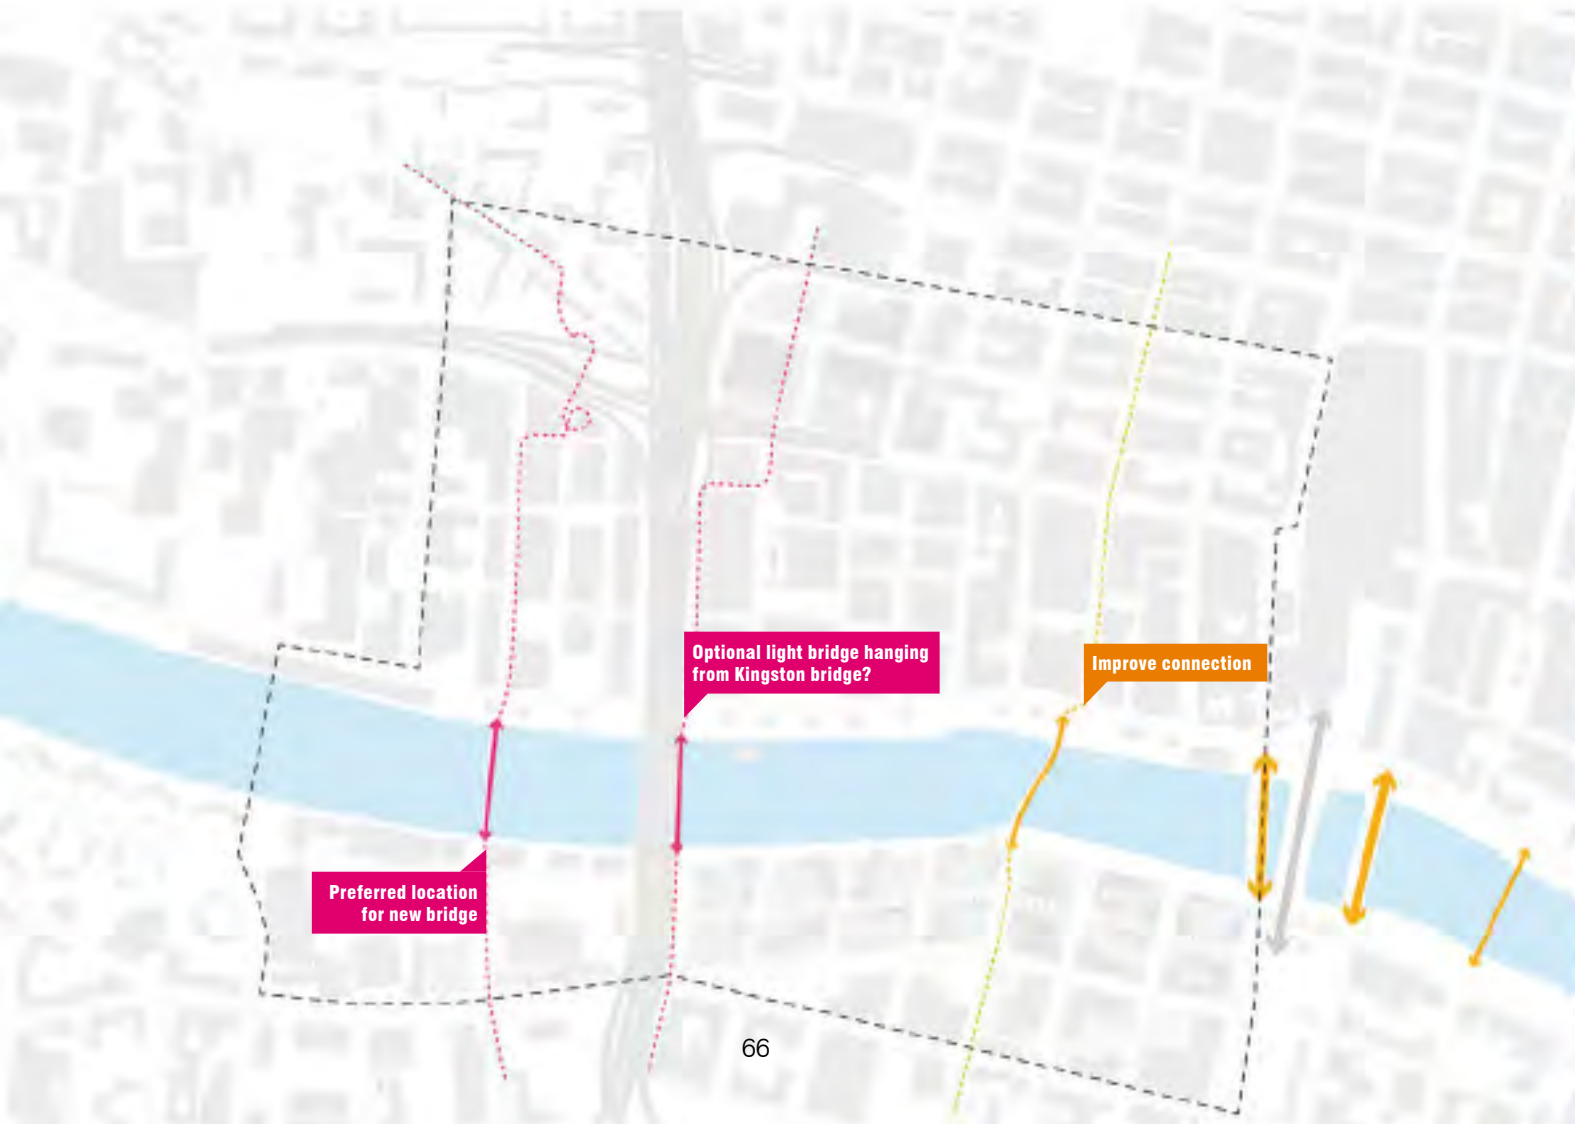 Optional light bridge hanging
from Kingston bridge?
Improve connection
Preferred location
for new bridge
66